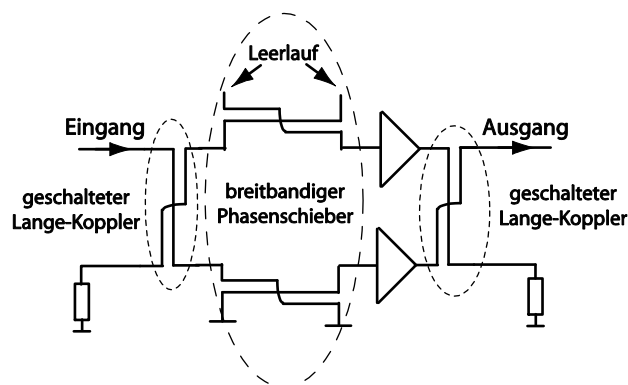 Leerlauf
Eingang
Ausgang
geschalteter
Lange-Koppler
breitbandiger
Phasenschieber
geschalteter
Lange-Koppler